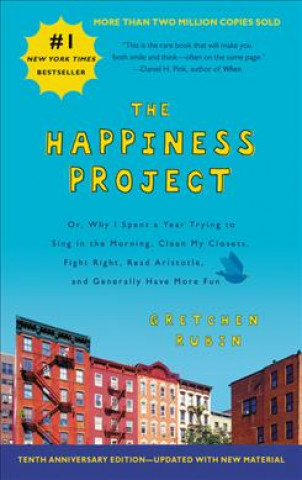 MORE THAN TWO MILLION COPIES SOLD
#1
NEW YORK TIMES
BESTSELLER
"This is the rare book that will make you
both smile and think—often on the same page."
—Daniel H. Pink, author of When
THE
HAPPINESS
PROJECT
Or, Why I Spent a Year Trying to
Sing in the Morning, Clean My Closets,
Fight Right, Read Aristotle,
and Generally Have More Fun
GRETCHEN
RUBIN
TENTH ANNIVERSARY EDITION—UPDATED WITH NEW MATERIAL